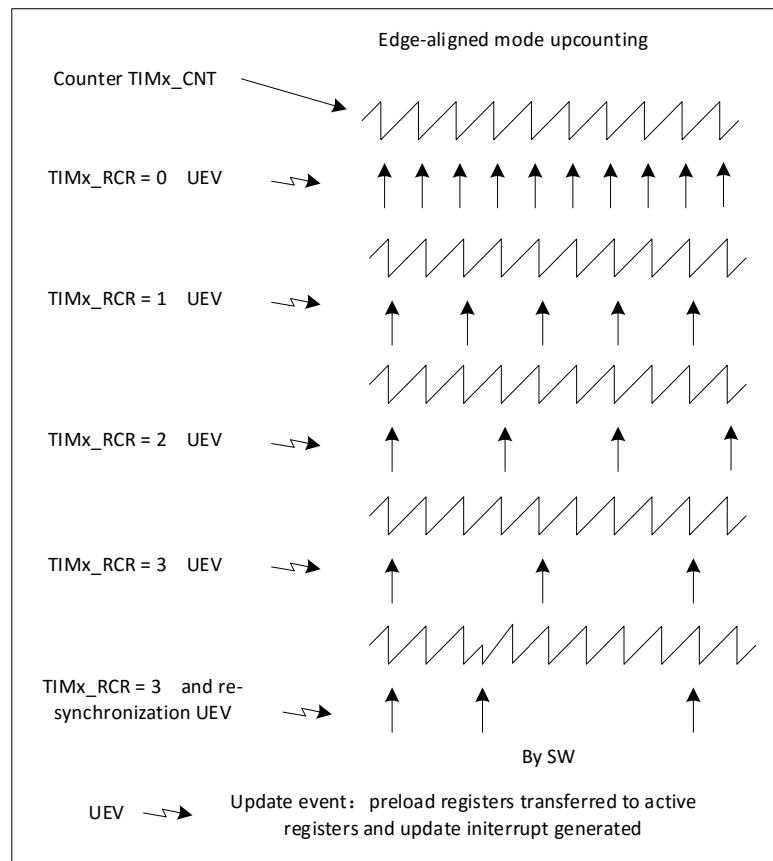 Edge-aligned mode upcounting
Counter TIMx_CNT
TIMx_RCR = 0 UEV
TIMx_RCR = 1 UEV
TIMx_RCR = 2 UEV
TIMx_RCR = 3 UEV
TIMx_RCR = 3 and re-
synchronization UEV
By SW
UEV
Update event：preload registers transferred to active
registers and update initerrupt generated